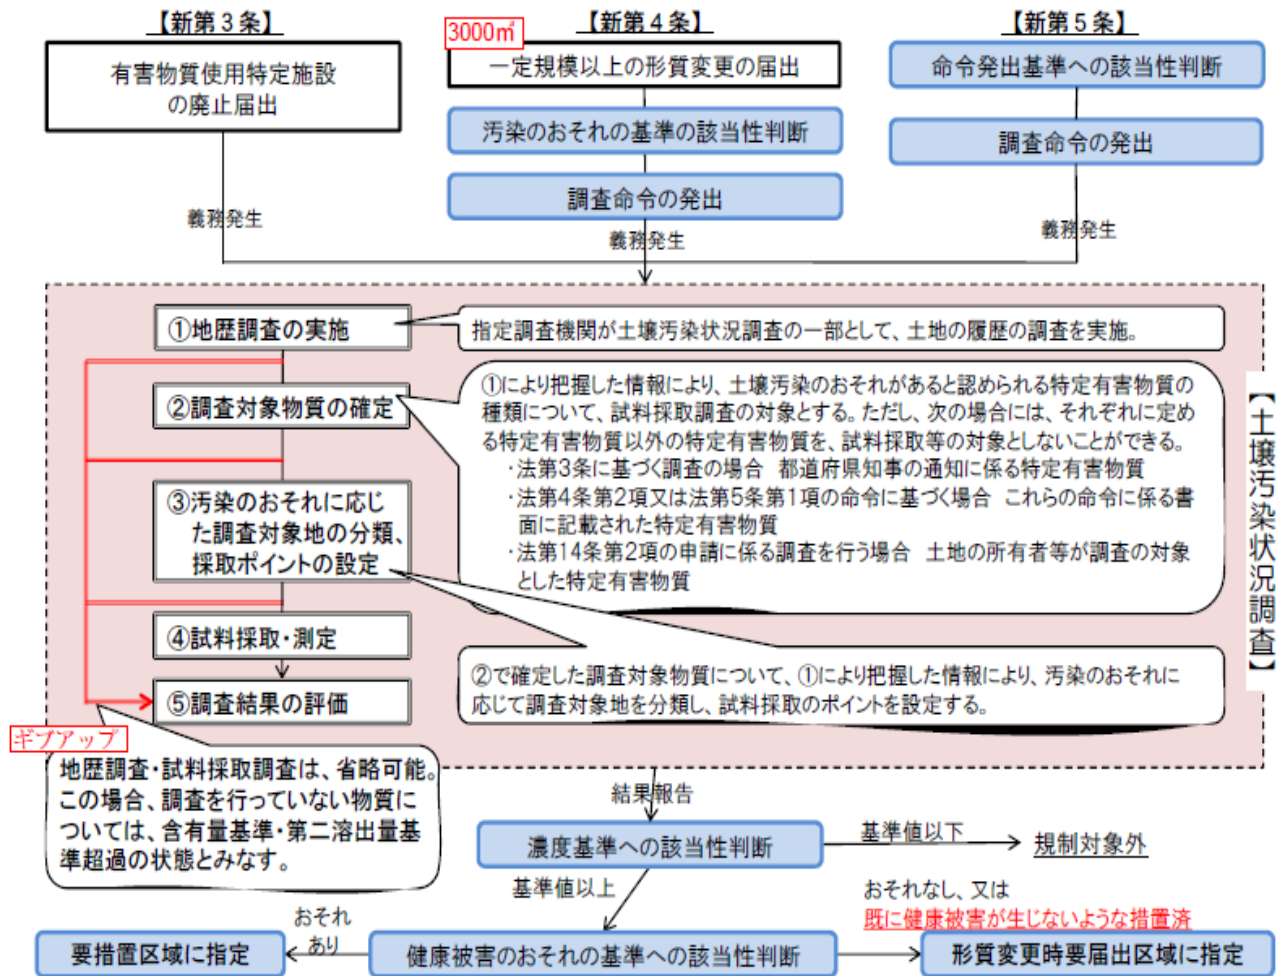 【新第３条】
有害物質使用特定施設
の廃止届出
【新第４条】
3000㎡
一定規模以上の形質変更の届出
汚染のおそれの基準の該当性判断
調査命令の発出
【新第５条】
命令発出基準への該当性判断
調査命令の発出
義務発生
義務発生
義務発生
【土壌汚染状況調査】
①地歴調査の実施
指定調査機関が土壌汚染状況調査の一部として、土地の履歴の調査を実施。
②調査対象物質の確定
①により把握した情報により、土壌汚染のおそれがあると認められる特定有害物質の
種類について、試料採取調査の対象とする。ただし、次の場合には、それぞれに定め
る特定有害物質以外の特定有害物質を、試料採取等の対象としないことができる。
・法第3条に基づく調査の場合 都道府県知事の通知に係る特定有害物質
・法第4条第2項又は法第5条第1項の命令に基づく場合 これらの命令に係る書
面に記載された特定有害物質
・法第14条第2項の申請に係る調査を行う場合 土地の所有者等が調査の対象
とした特定有害物質
③汚染のおそれに応じ
た調査対象地の分類、
採取ポイントの設定
②で確定した調査対象物質について、①により把握した情報により、汚染のおそれに
応じて調査対象地を分類し、試料採取のポイントを設定する。
④試料採取・測定
⑤調査結果の評価
ギブアップ
地歴調査・試料採取調査は、省略可能。
この場合、調査を行っていない物質に
ついては、含有量基準・第二溶出量基
準超過の状態とみなす。
結果報告
濃度基準への該当性判断
基準値以下
規制対象外
基準値以上
健康被害のおそれの基準への該当性判断
おそれ
あり
要措置区域に指定
おそれなし、又は
既に健康被害が生じないような措置済
形質変更時要届出区域に指定